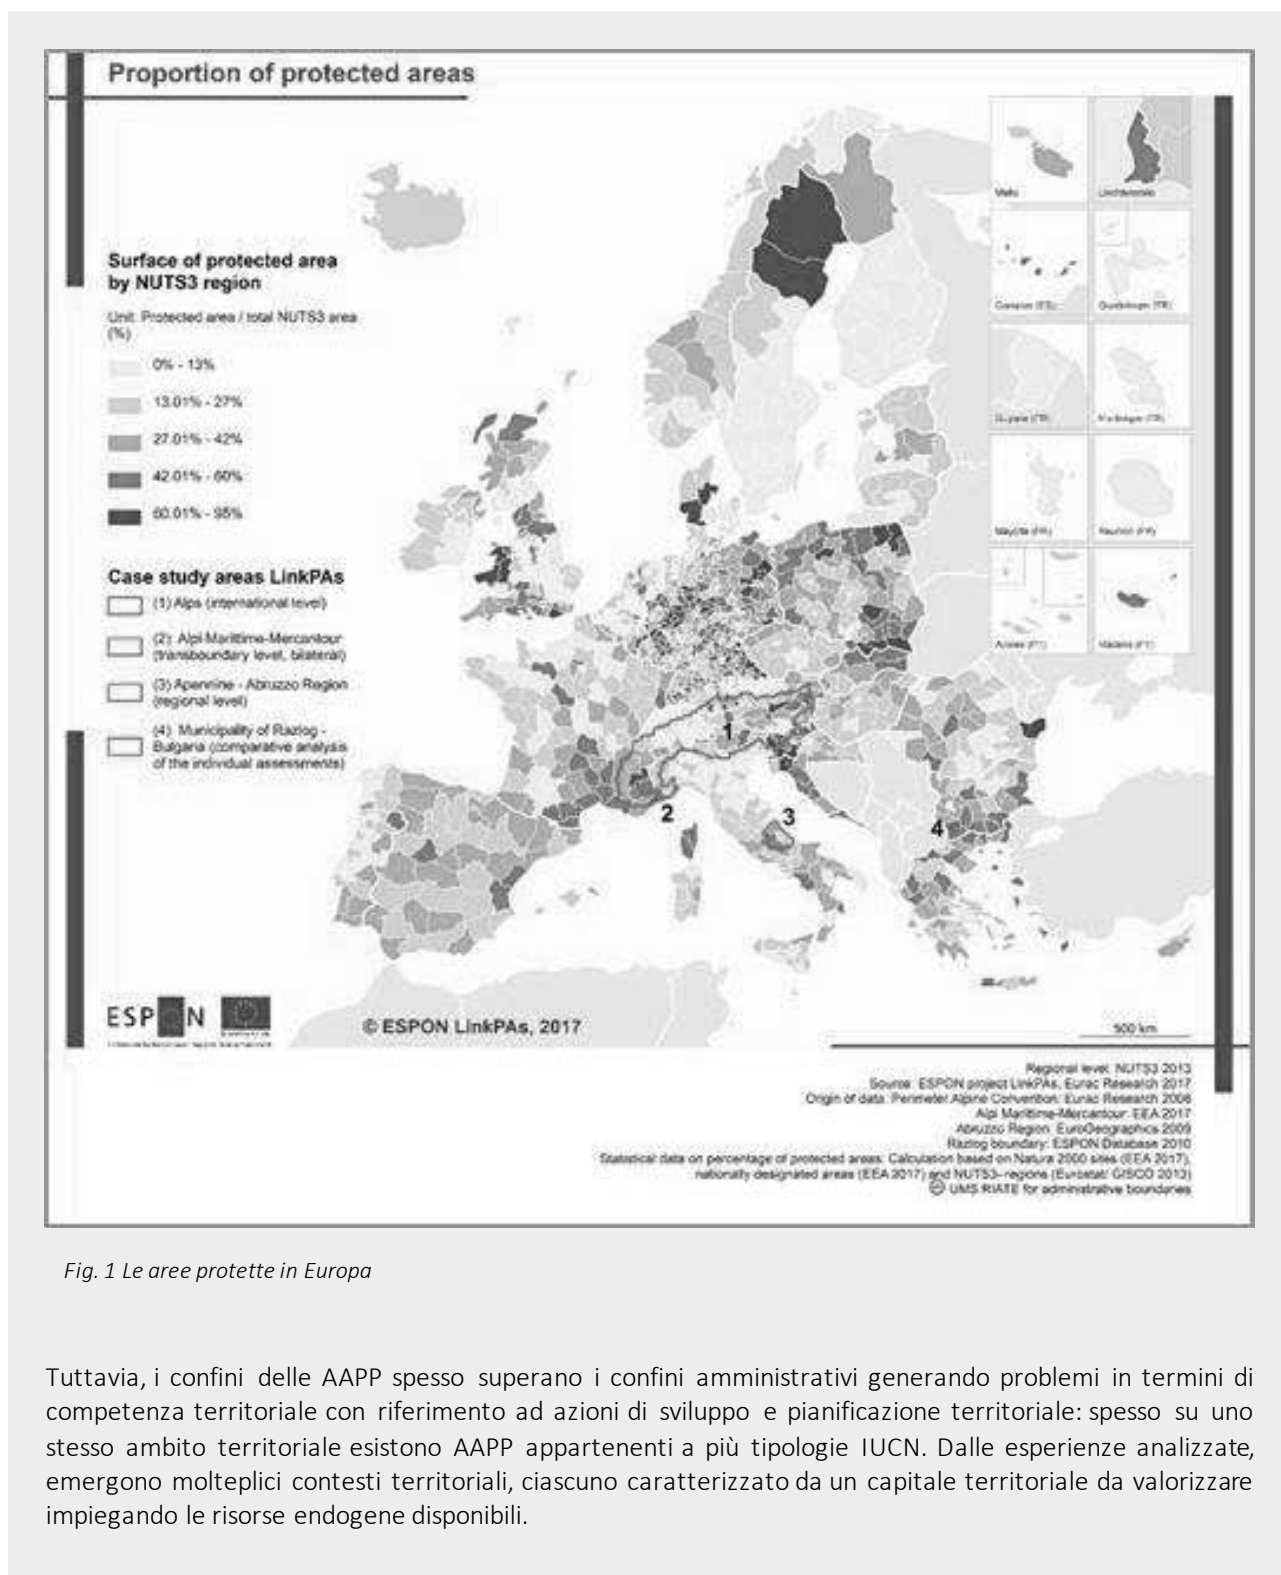 Proportion of protected areas
Surface of protected area
by NUTS3 region
Unit: Protected area / total NUTS3 area
(%)
0% - 13%
13.01% - 27%
27.01% - 42%
42.01% - 60%
60.01% - 95%
Case study areas LinkPAs
(1) Alps (international level)
(2) Alpi Marittime-Mercantour
(transboundary level, bilateral)
(3) Apennine - Abruzzo Region
(regional level)
(4) Municipality of Razlog -
Bulgaria (comparative analysis
of the individual assessments)
Malta
Liechtenstein
Guadeloupe (FR)
Martinique (FR)
Mayotte (FR)
Reunion (FR)
Azores (PT)
Madeira (PT)
1
2
3
4
ESPON
© ESPON LinkPAs, 2017
500 km
Regional level: NUTS3 2013
Source: ESPON project LinkPAs, Eurac Research 2017
Origin of data: Perimeter Alpine Convention: Eurac Research 2008
Alpi Marittime-Mercantour: EEA 2017
Abruzzo Region: EuroGeographics 2009
Razlog boundary: ESPON Database 2010
Statistical data on percentage of protected areas: Calculation based on Natura 2000 sites (EEA 2017),
nationally designated areas (EEA 2017) and NUTS3-regions (Eurostat/ GISCO 2013)
© UMS RIATE for administrative boundaries
Fig. 1 Le aree protette in Europa
Tuttavia, i confini delle AAPP spesso superano i confini amministrativi generando problemi in termini di
competenza territoriale con riferimento ad azioni di sviluppo e pianificazione territoriale: spesso su uno
stesso ambito territoriale esistono AAPP appartenenti a più tipologie IUCN. Dalle esperienze analizzate,
emergono molteplici contesti territoriali, ciascuno caratterizzato da un capitale territoriale da valorizzare
impiegando le risorse endogene disponibili.